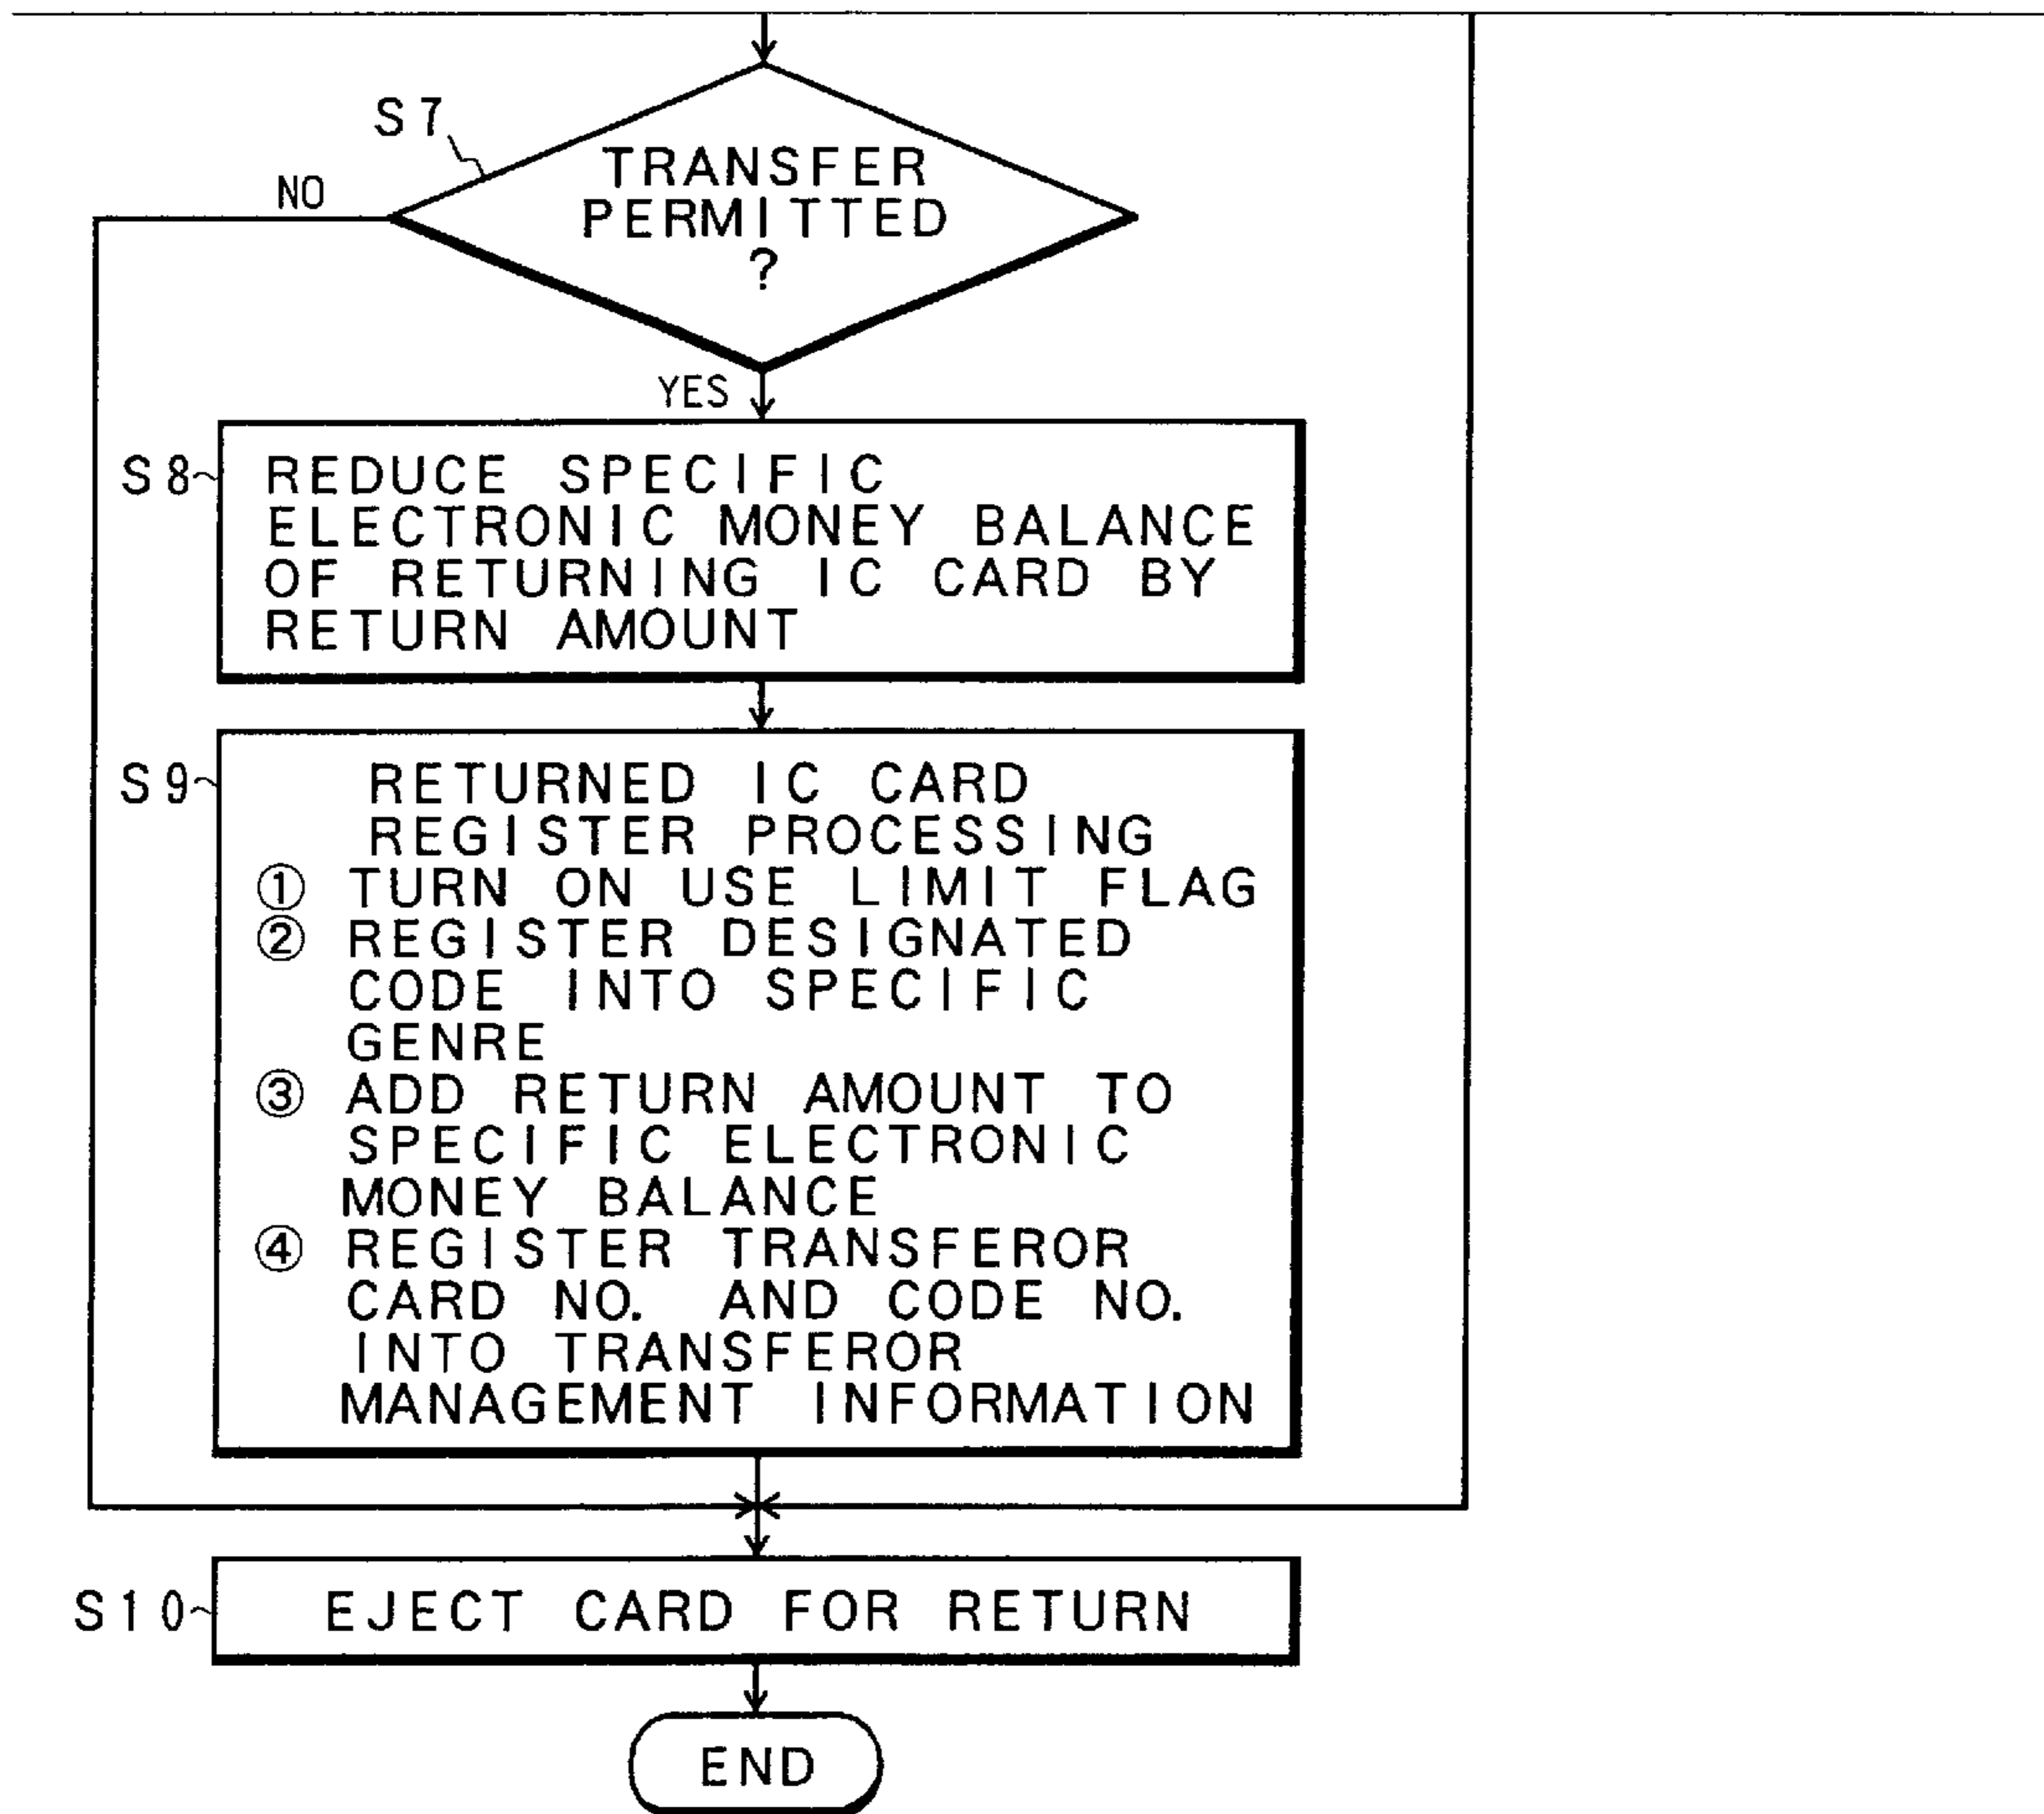 S7
TRANSFER
PERMITTED
?
NO
YES
S8
REDUCE SPECIFIC
ELECTRONIC MONEY BALANCE
OF RETURNING IC CARD BY
RETURN AMOUNT
S9
RETURNED IC CARD
REGISTER PROCESSING
① TURN ON USE LIMIT FLAG
② REGISTER DESIGNATED
CODE INTO SPECIFIC
GENRE
③ ADD RETURN AMOUNT TO
SPECIFIC ELECTRONIC
MONEY BALANCE
④ REGISTER TRANSFEROR
CARD NO. AND CODE NO.
INTO TRANSFEROR
MANAGEMENT INFORMATION
S10
EJECT CARD FOR RETURN
END